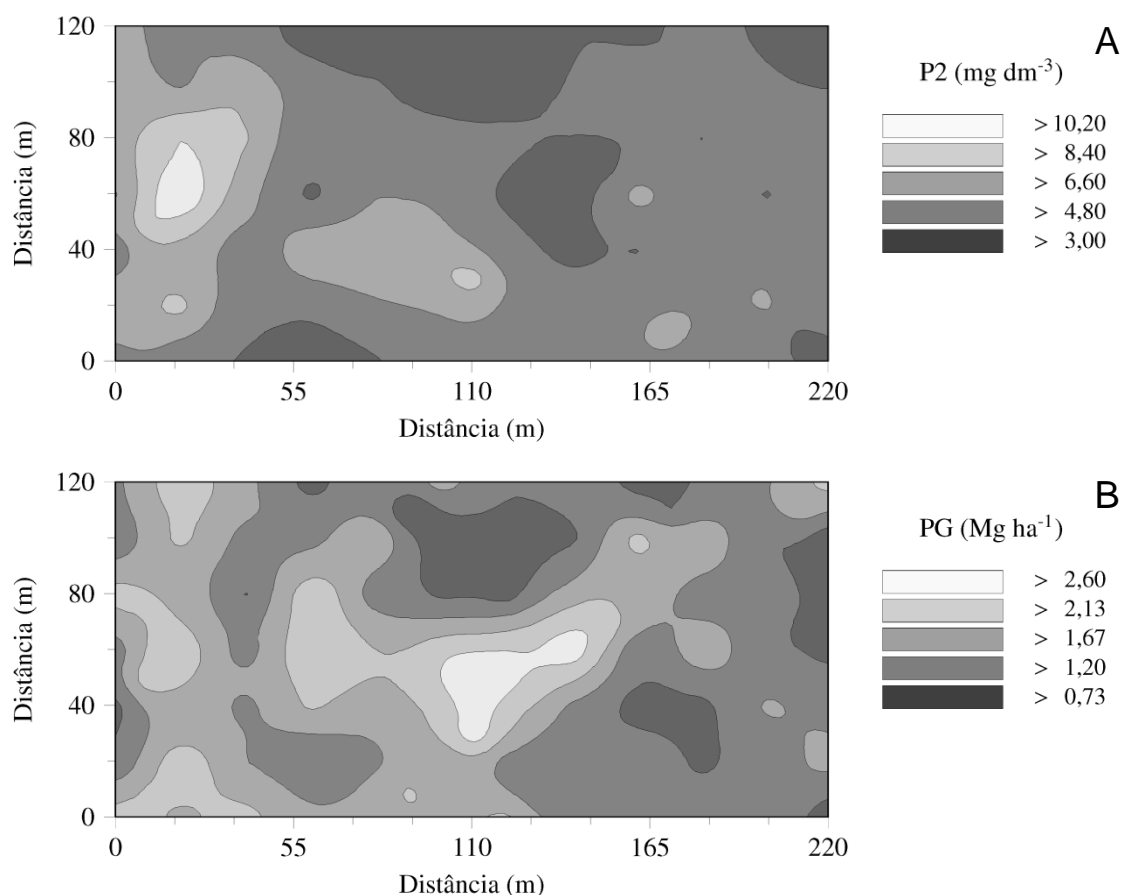 A
P2 (mg dm-3)
> 10,20
> 8,40
> 6,60
> 4,80
> 3,00
120
80
40
0
Distância (m)
0 55 110 165 220
Distância (m)
B
PG (Mg ha-1)
> 2,60
> 2,13
> 1,67
> 1,20
> 0,73
120
80
40
0
Distância (m)
0 55 110 165 220
Distância (m)